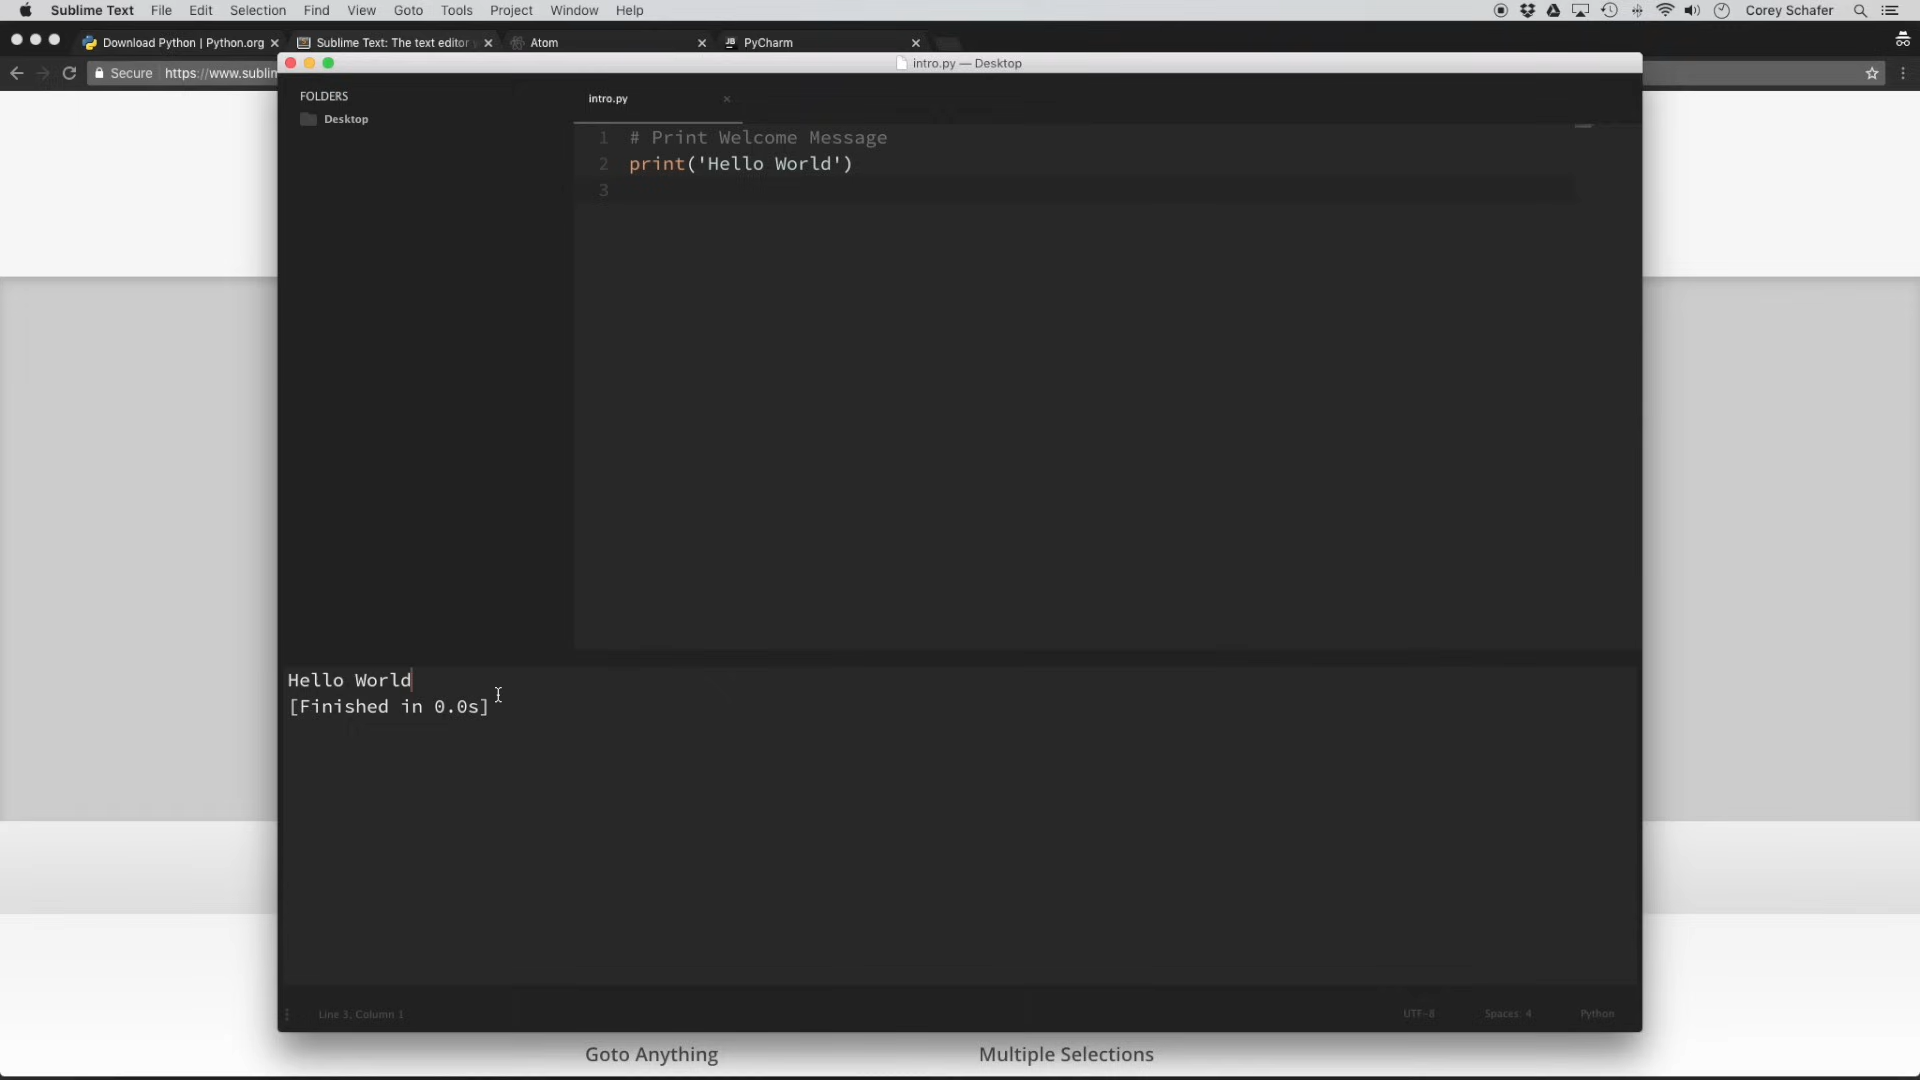 Sublime Text File Edit Selection Find View Goto Tools Project Window Help Corey Schafer
Download Python | Python.org Sublime Text: The text editor Atom PyCharm
Secure https://www.sublim
intro.py — Desktop
FOLDERS
Desktop
intro.py
1 # Print Welcome Message
2 print('Hello World')
3
Hello World
[Finished in 0.0s]
Line 3, Column 1 UTF-8 Spaces: 4 Python
Goto Anything Multiple Selections